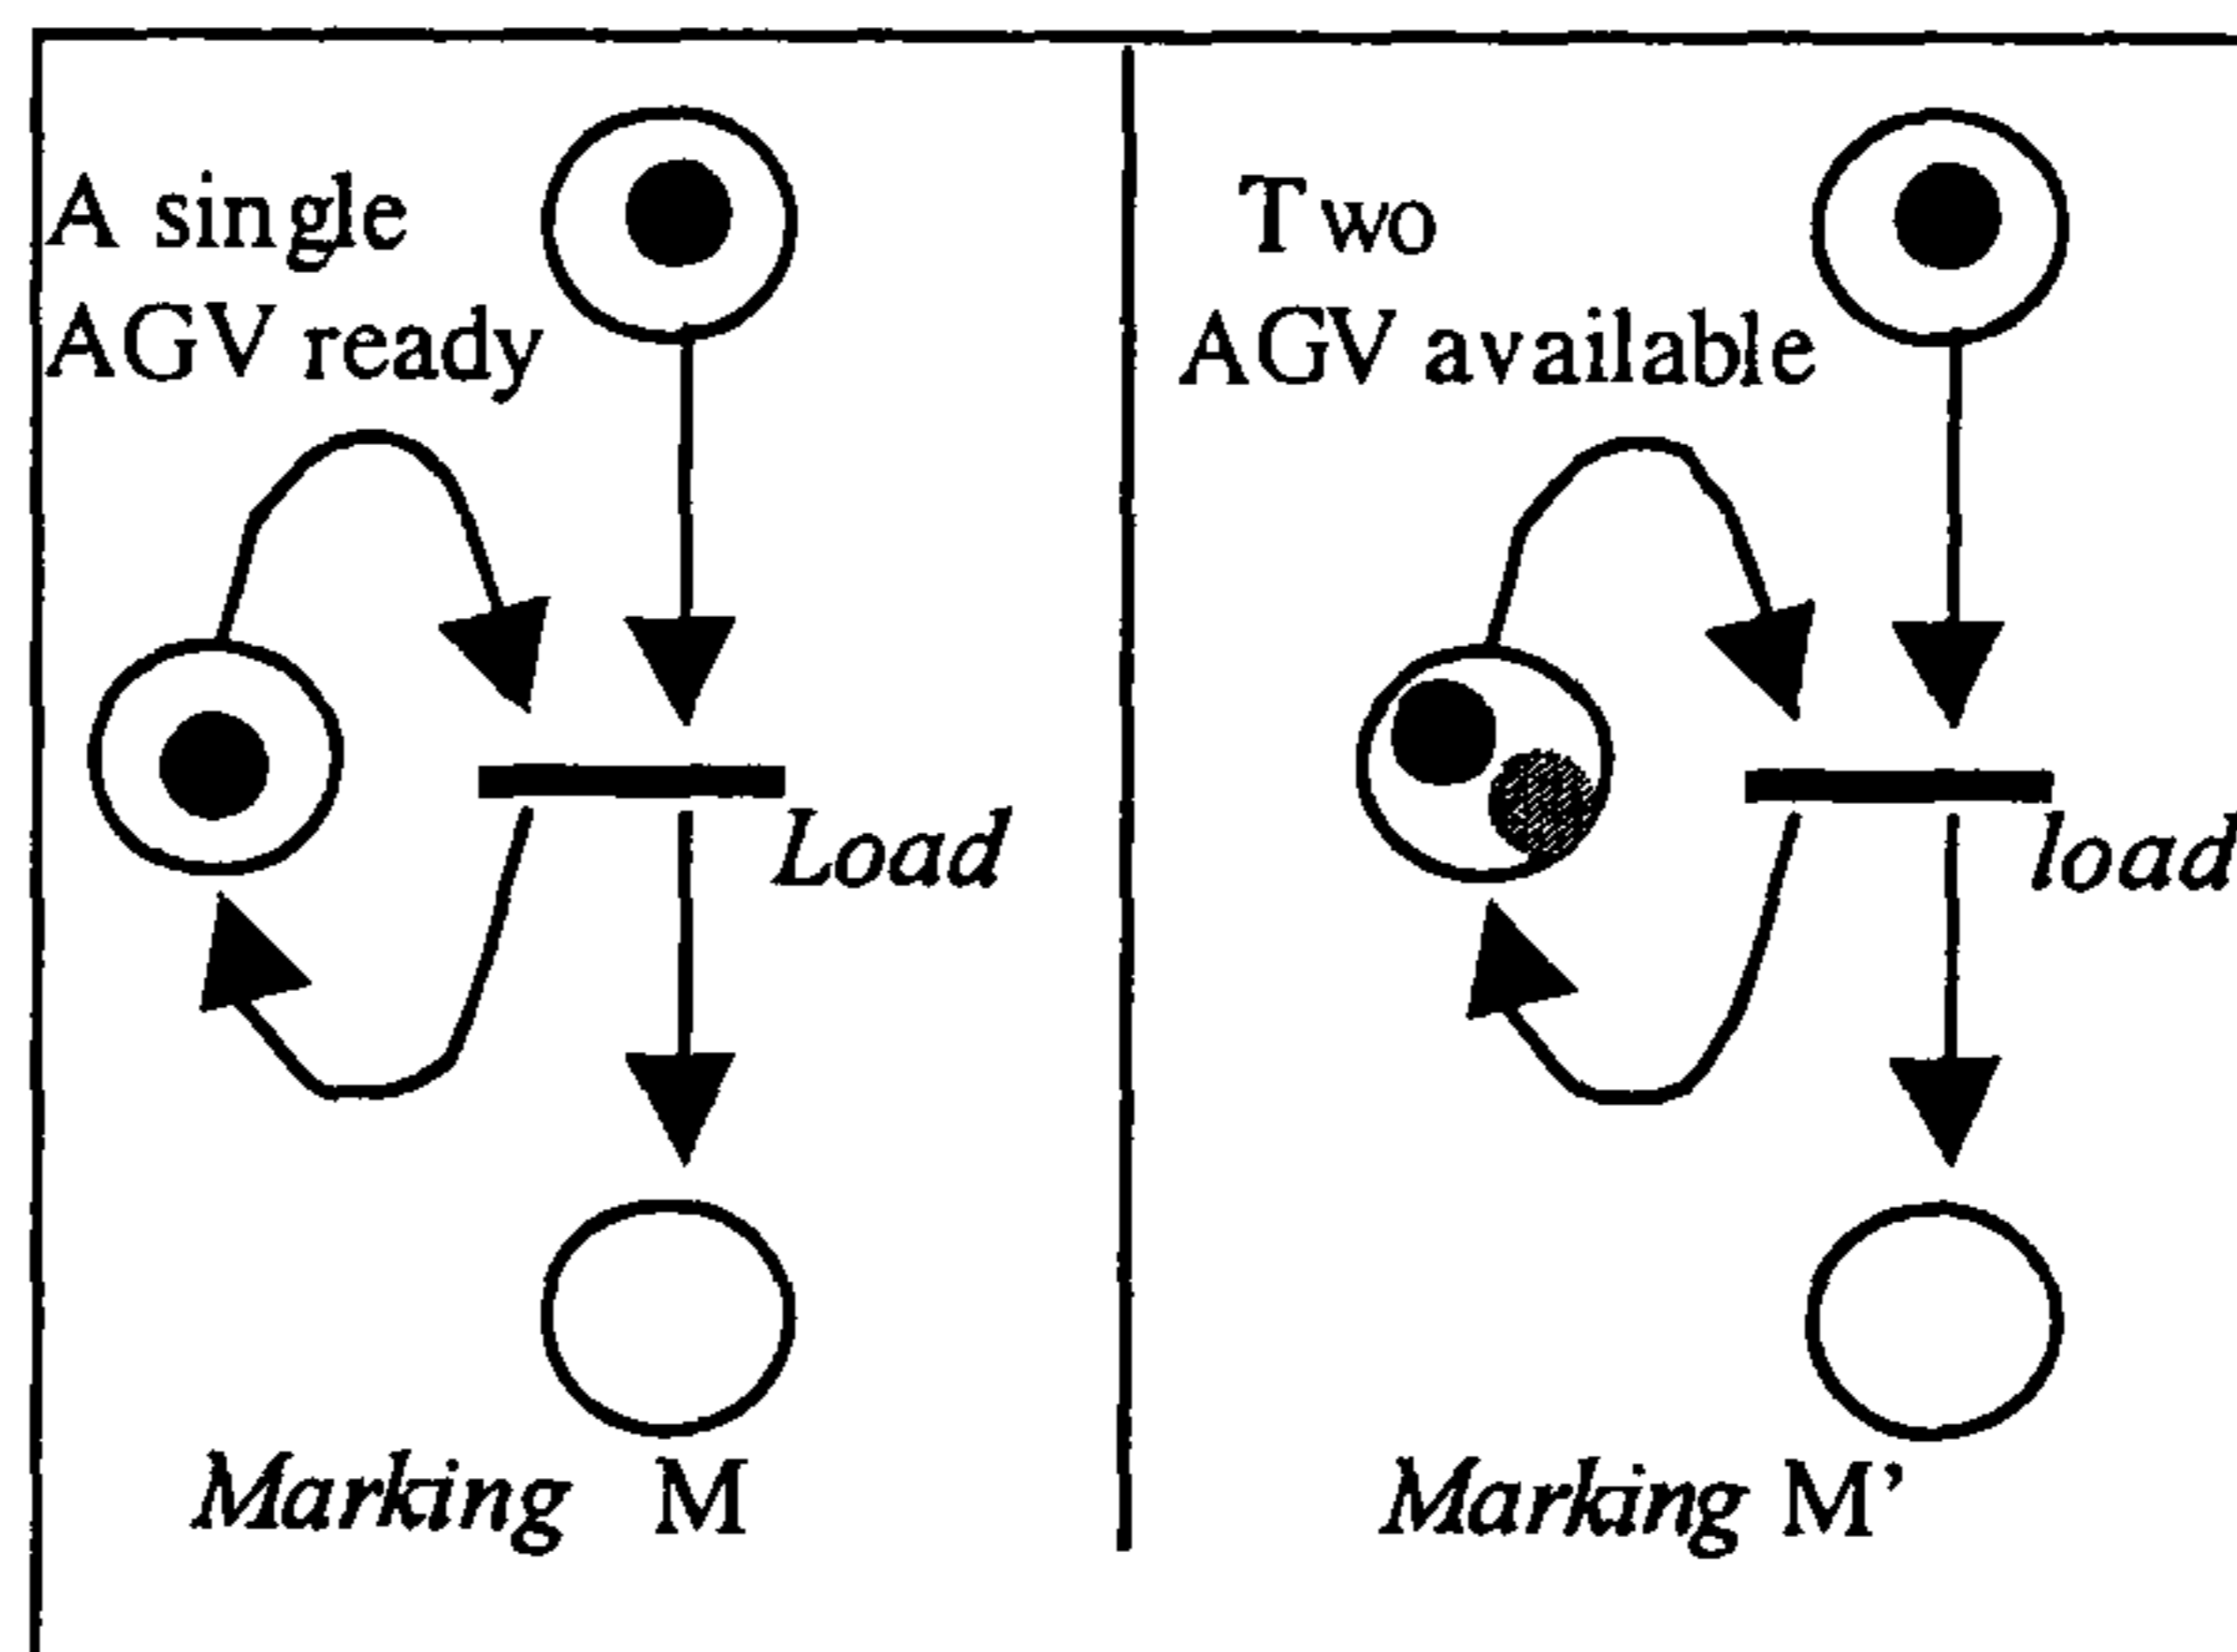 A single
AGV ready
Load
Marking M
Two
AGV available
load
Marking M’